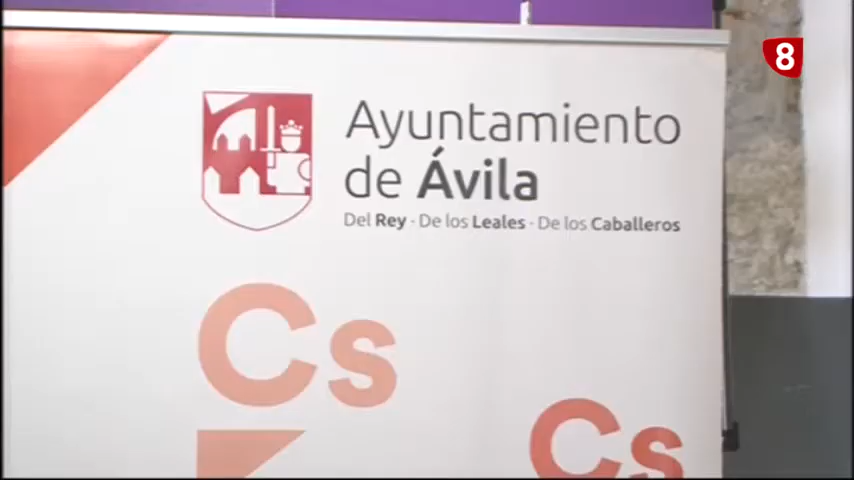 8
Ayuntamiento
de Ávila
Del Rey · De los Leales · De los Caballeros
Cs
Cs